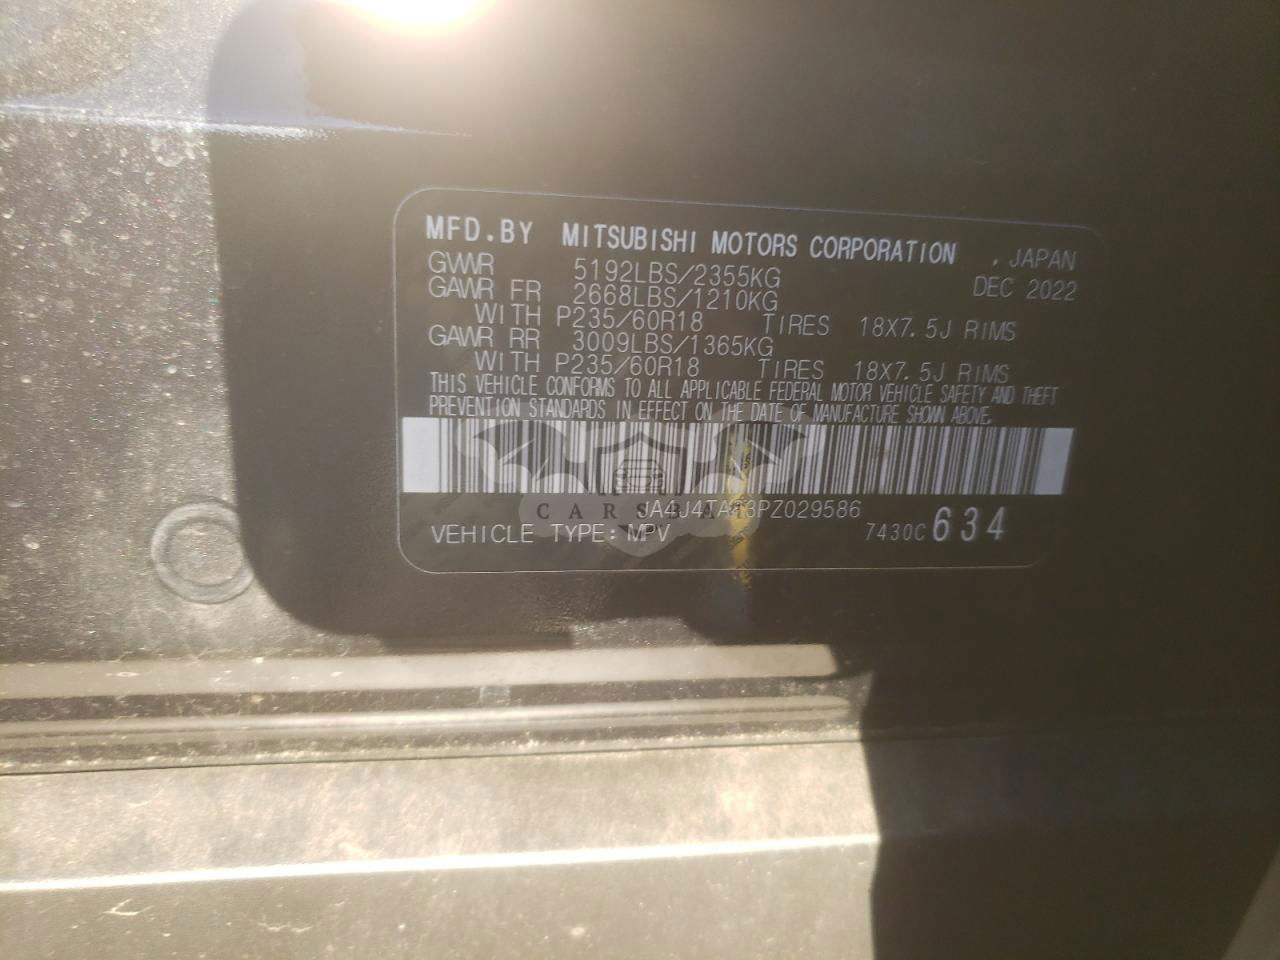 MFD.BY MITSUBISHI MOTORS CORPORATION , JAPAN
GVWR 5192LBS/2355KG DEC 2022
GAWR FR 2668LBS/1210KG
WITH P235/60R18 TIRES 18X7.5J RIMS
GAWR RR 3009LBS/1365KG
WITH P235/60R18 TIRES 18X7.5J RIMS
THIS VEHICLE CONFORMS TO ALL APPLICABLE FEDERAL MOTOR VEHICLE SAFETY AND THEFT
PREVENTION STANDARDS IN EFFECT ON THE DATE OF MANUFACTURE SHOWN ABOVE.
VEHICLE TYPE: MPV 7430C 634